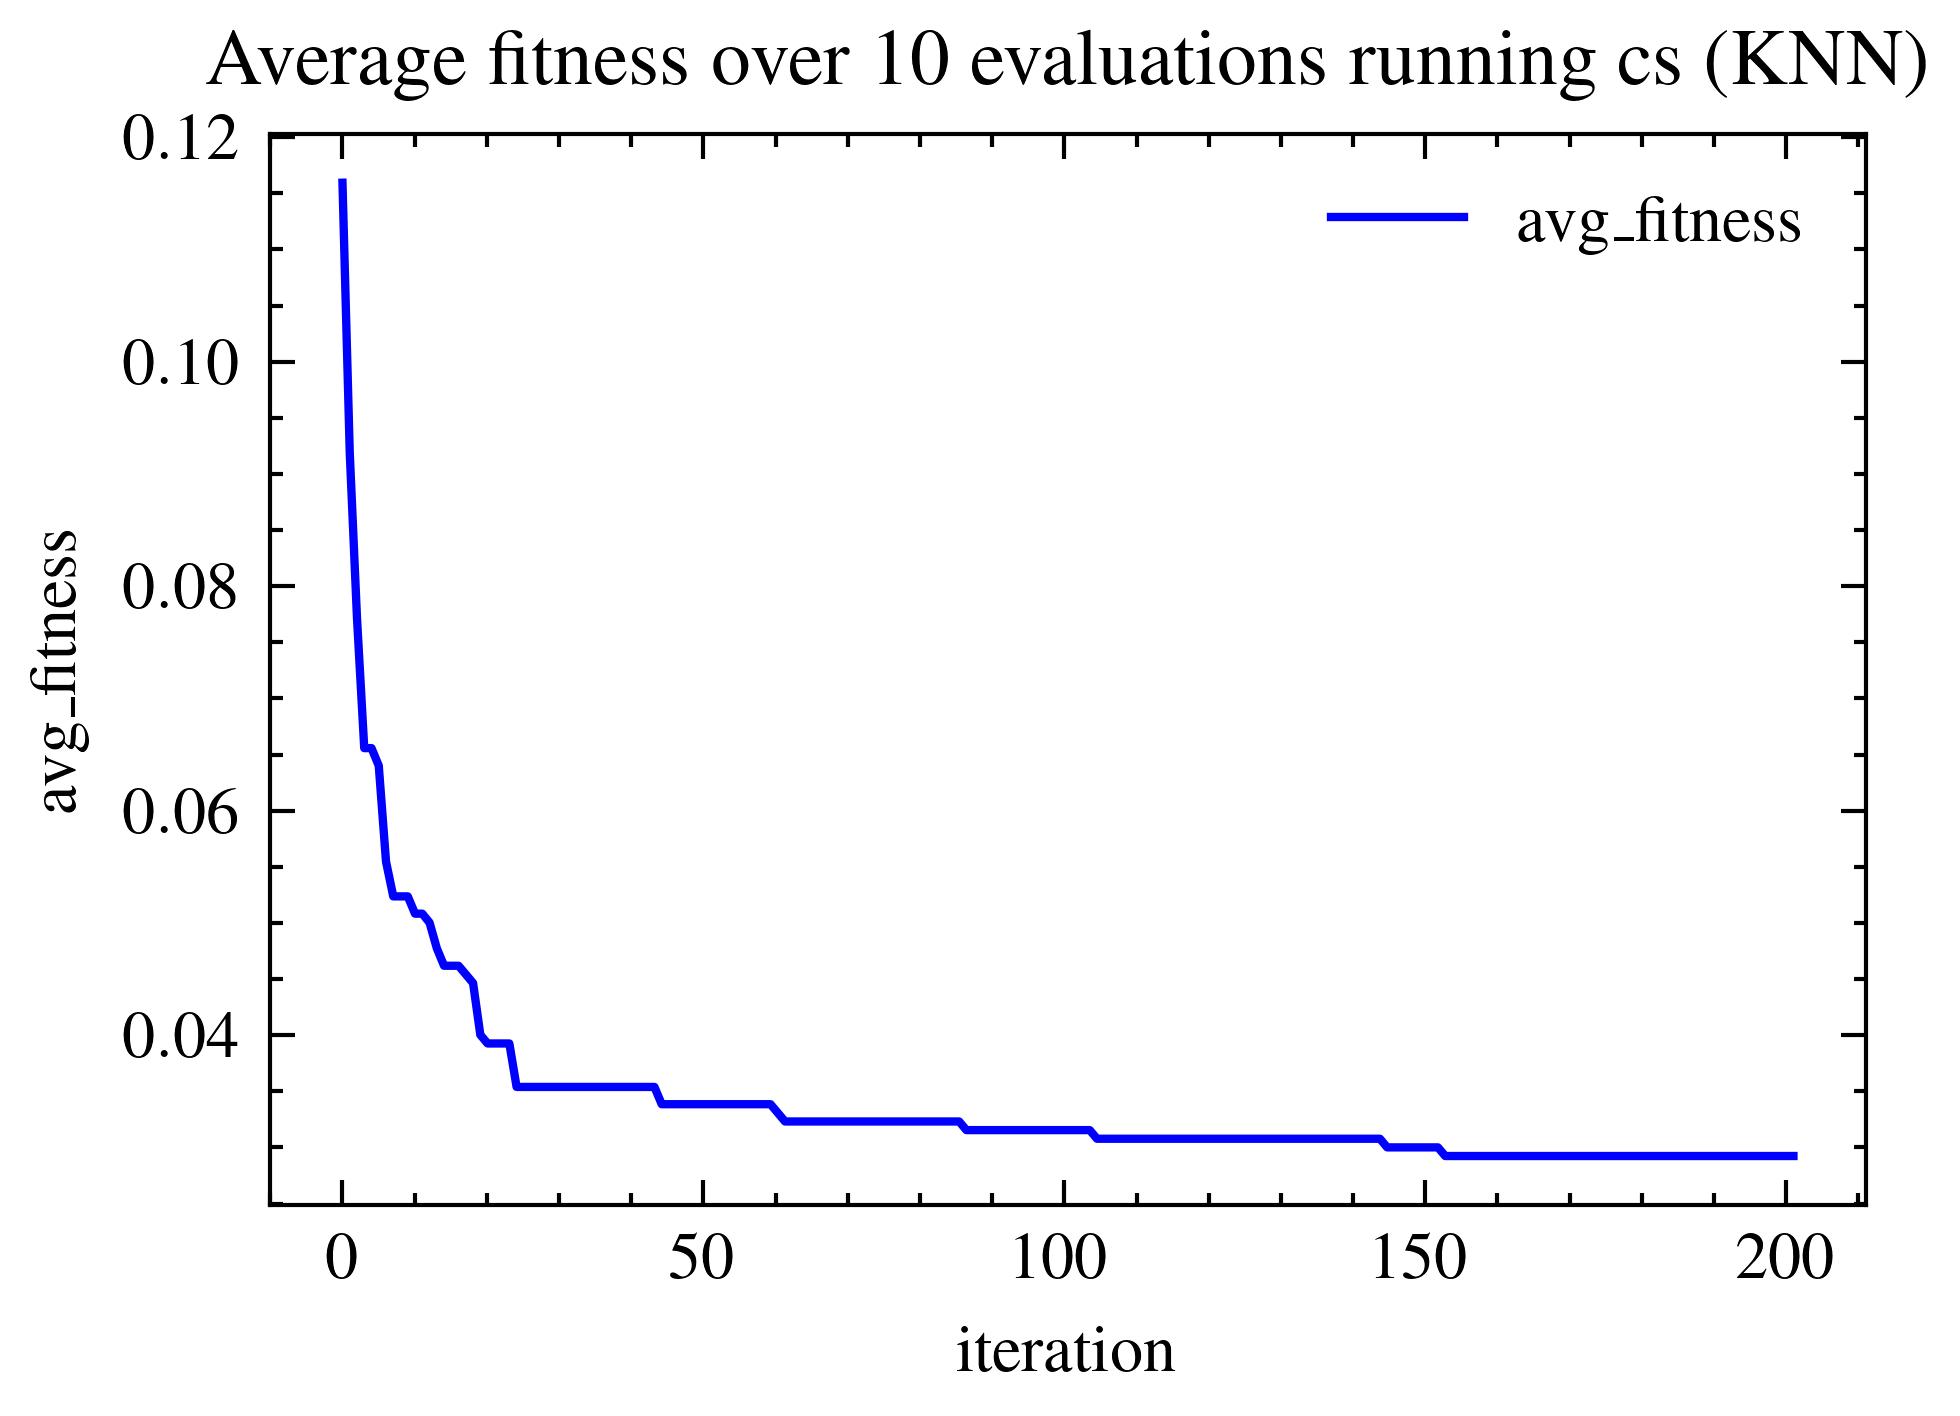 Average fitness over 10 evaluations running cs (KNN)
avg_fitness
0.12
0.10
0.08
0.06
0.04
avg_fitness
0 50 100 150 200
iteration